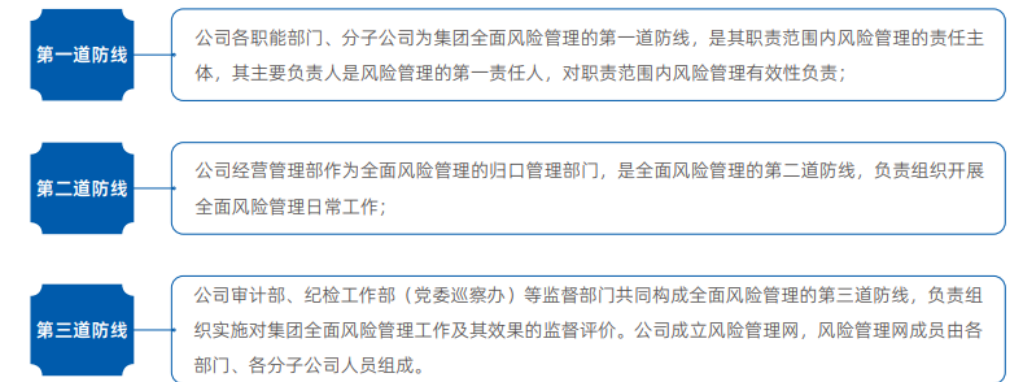 第一道防线
公司各职能部门、分子公司为集团全面风险管理的第一道防线，是其职责范围内风险管理的责任主
体，其主要负责人是风险管理的第一责任人，对职责范围内风险管理有效性负责；
第二道防线
公司经营管理部作为全面风险管理的归口管理部门，是全面风险管理的第二道防线，负责组织开展
全面风险管理日常工作；
第三道防线
公司审计部、纪检工作部（党委巡察办）等监督部门共同构成全面风险管理的第三道防线，负责组
织实施对集团全面风险管理工作及其效果的监督评价。公司成立风险管理网，风险管理网成员由各
部门、各分子公司人员组成。